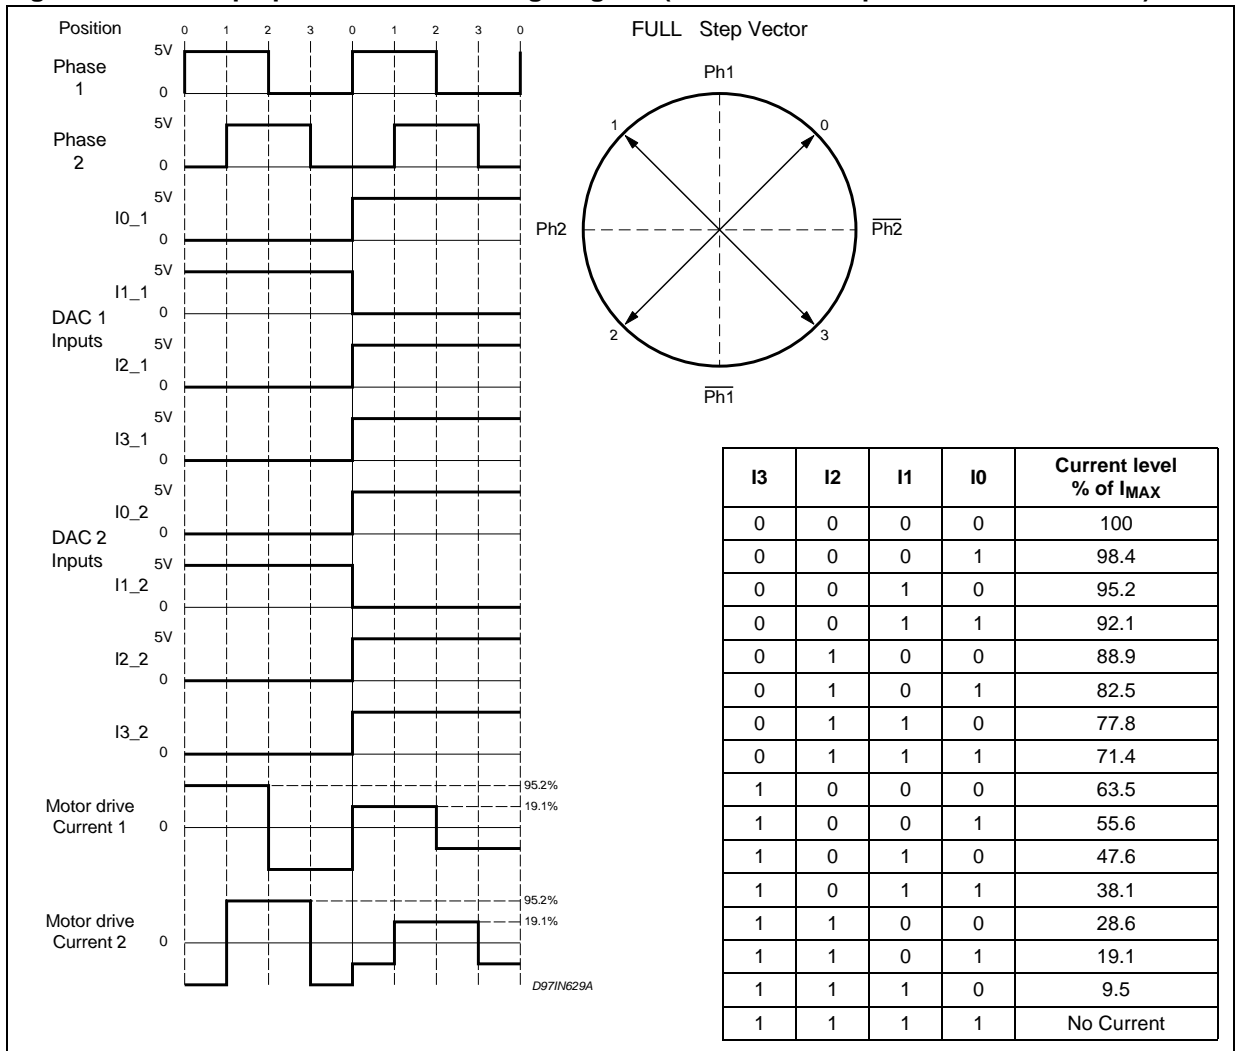 Position 0 1 2 3 0 1 2 3 0
FULL Step Vector
Phase 1
5V
0
Phase 2
5V
0
I0_1
5V
0
DAC 1 Inputs
I1_1
5V
0
I2_1
5V
0
I3_1
5V
0
DAC 2 Inputs
I0_2
5V
0
I1_2
5V
0
I2_2
5V
0
I3_2
0
Motor drive
Current 1
0
95.2%
19.1%
Motor drive
Current 2
0
95.2%
19.1%
D97IN629A
Ph1
1
0
Ph2
Ph2
2
3
Ph1
I3 I2 I1 I0 Current level % of IMAX
0 0 0 0 100
0 0 0 1 98.4
0 0 1 0 95.2
0 0 1 1 92.1
0 1 0 0 88.9
0 1 0 1 82.5
0 1 1 0 77.8
0 1 1 1 71.4
1 0 0 0 63.5
1 0 0 1 55.6
1 0 1 0 47.6
1 0 1 1 38.1
1 1 0 0 28.6
1 1 0 1 19.1
1 1 1 0 9.5
1 1 1 1 No Current